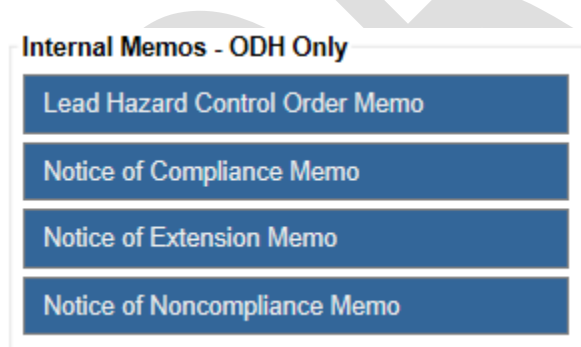 Internal Memos - ODH Only
Lead Hazard Control Order Memo
Notice of Compliance Memo
Notice of Extension Memo
Notice of Noncompliance Memo